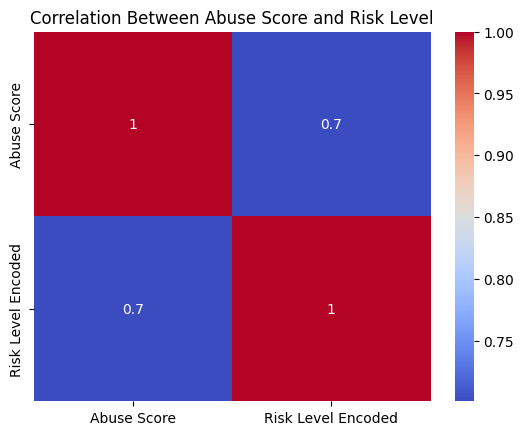 Correlation Between Abuse Score and Risk Level
Abuse Score
1
0.7
Risk Level Encoded
0.7
1
Abuse Score
Risk Level Encoded
1.00
0.95
0.90
0.85
0.80
0.75